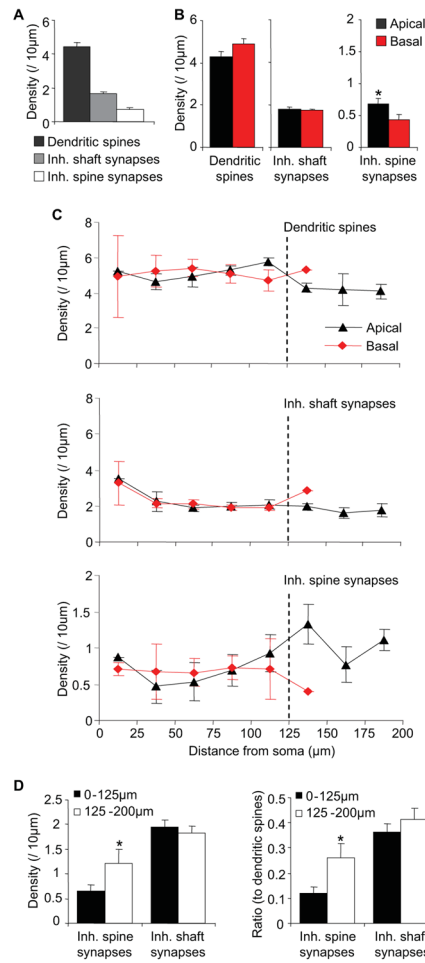 A
Density (/ 10µm)
6
4
2
0
Dendritic spines
Inh. shaft synapses
Inh. spine synapses
B
Density (/ 10µm)
6
4
2
0
Dendritic
spines
Inh. shaft
synapses
1
0.5
0
Inh. spine
synapses
*
Apical
Basal
C
Dendritic spines
Density (/ 10µm)
8
6
4
2
0
Apical
Basal
Inh. shaft synapses
Density (/ 10µm)
8
6
4
2
0
Inh. spine synapses
Density (/ 10um)
2
1.5
1
0.5
0
0 25 50 75 100 125 150 175 200
Distance from soma (µm)
D
0-125µm
125 -200µm
Density (/ 10µm)
2.5
2
1.5
1
0.5
0
*
Inh. spine
synapses
Inh. shaft
synapses
0-125µm
125 -200µm
Ratio (to dendritic spines)
0.5
0.4
0.3
0.2
0.1
0
*
Inh. spine
synapses
Inh. shaft
synapses